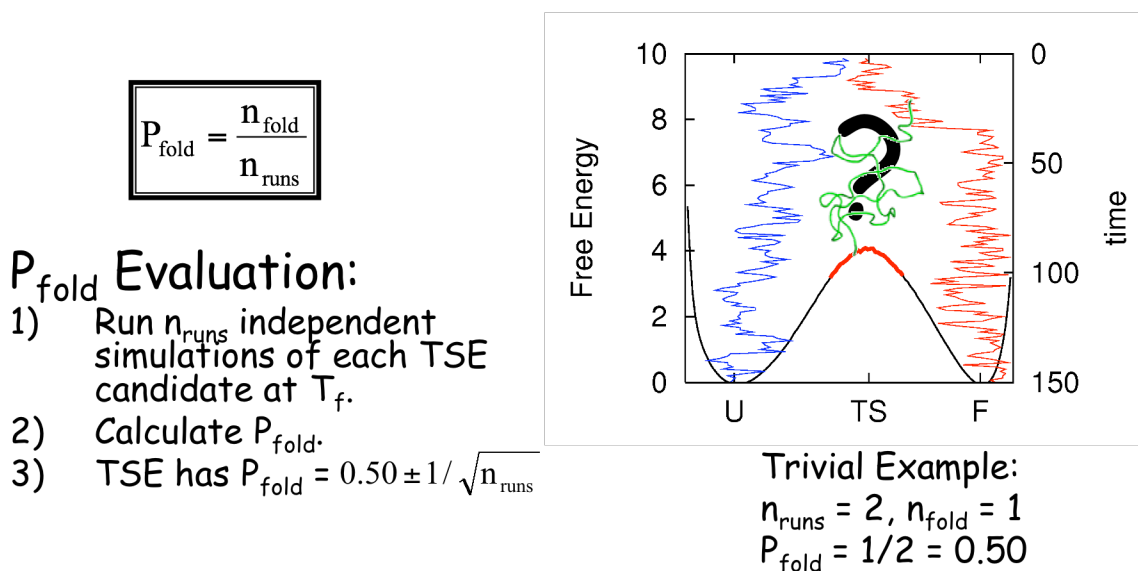 P_fold = n_fold / n_runs
P_fold Evaluation:
1) Run n_runs independent
simulations of each TSE
candidate at T_f.
2) Calculate P_fold.
3) TSE has P_fold = 0.50 ± 1/√n_runs
Free Energy
10
8
6
4
2
0
U TS F
0
50
100
150
time
?
Trivial Example:
n_runs = 2, n_fold = 1
P_fold = 1/2 = 0.50